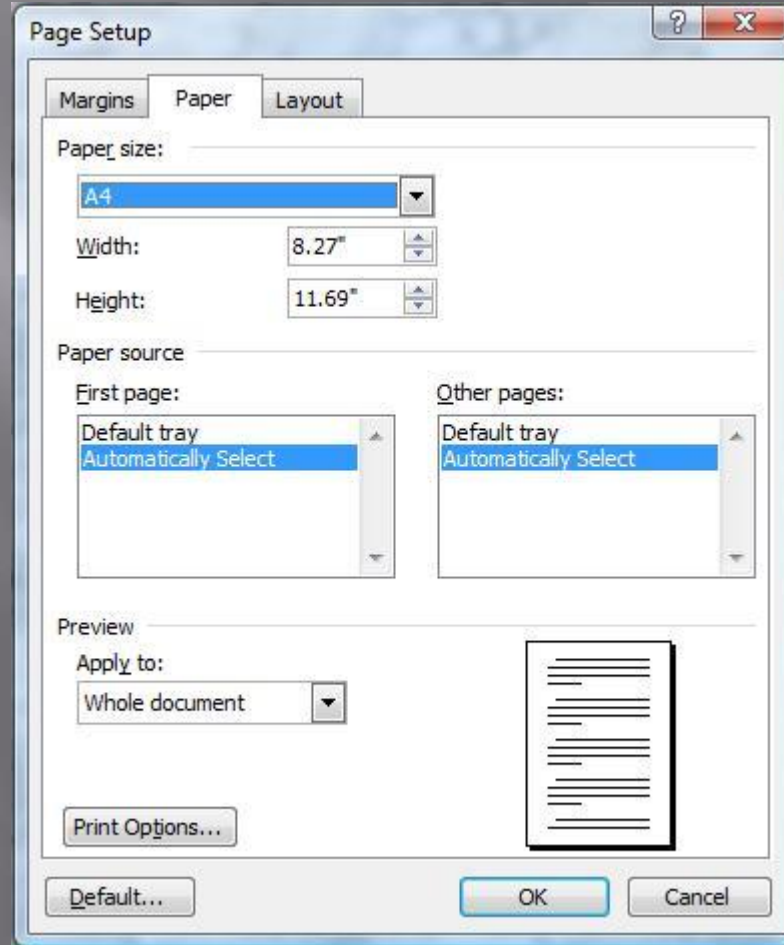 Page Setup
? X
Margins Paper Layout
Paper size:
A4
Width: 8.27"
Height: 11.69"
Paper source
First page: Other pages:
Default tray Default tray
Automatically Select Automatically Select
Preview
Apply to:
Whole document
Print Options...
Default... OK Cancel